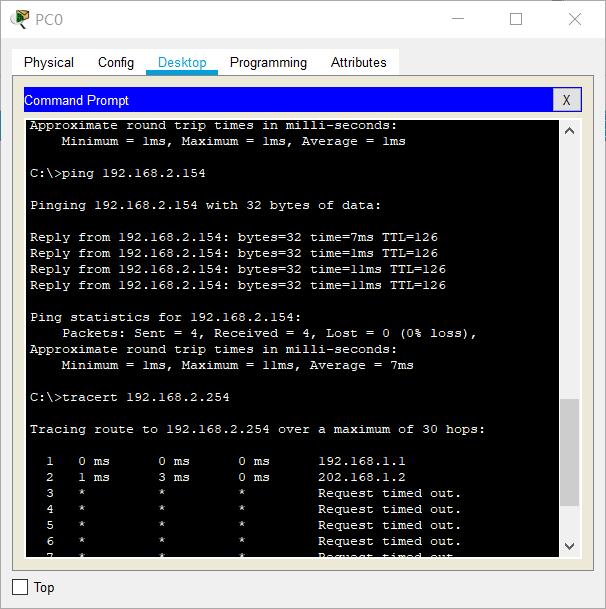 PC0
Physical Config Desktop Programming Attributes
Command Prompt X
Approximate round trip times in milli-seconds:
Minimum = 1ms, Maximum = 1ms, Average = 1ms
C:\>ping 192.168.2.154
Pinging 192.168.2.154 with 32 bytes of data:
Reply from 192.168.2.154: bytes=32 time=7ms TTL=126
Reply from 192.168.2.154: bytes=32 time=1ms TTL=126
Reply from 192.168.2.154: bytes=32 time=11ms TTL=126
Reply from 192.168.2.154: bytes=32 time=11ms TTL=126
Ping statistics for 192.168.2.154:
Packets: Sent = 4, Received = 4, Lost = 0 (0% loss),
Approximate round trip times in milli-seconds:
Minimum = 1ms, Maximum = 11ms, Average = 7ms
C:\>tracert 192.168.2.254
Tracing route to 192.168.2.254 over a maximum of 30 hops:
1 0 ms 0 ms 0 ms 192.168.1.1
2 1 ms 3 ms 0 ms 202.168.1.2
3 * * * Request timed out.
4 * * * Request timed out.
5 * * * Request timed out.
6 * * * Request timed out.
7 * * * Request timed out.
Top